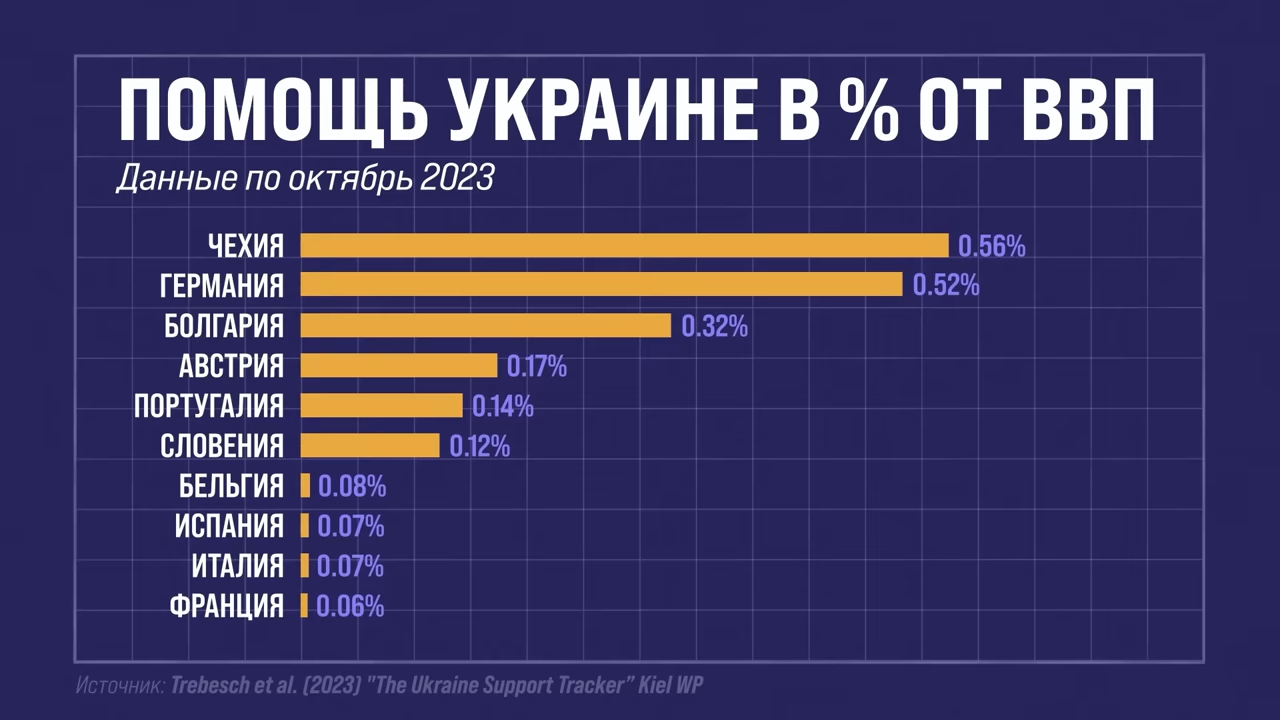 ПОМОЩЬ УКРАИНЕ В % ОТ ВВП
Данные по октябрь 2023
ЧЕХИЯ 0.56%
ГЕРМАНИЯ 0.52%
БОЛГАРИЯ 0.32%
АВСТРИЯ 0.17%
ПОРТУГАЛИЯ 0.14%
СЛОВЕНИЯ 0.12%
БЕЛЬГИЯ 0.08%
ИСПАНИЯ 0.07%
ИТАЛИЯ 0.07%
ФРАНЦИЯ 0.06%
Источник: Trebesch et al. (2023) "The Ukraine Support Tracker” Kiel WP